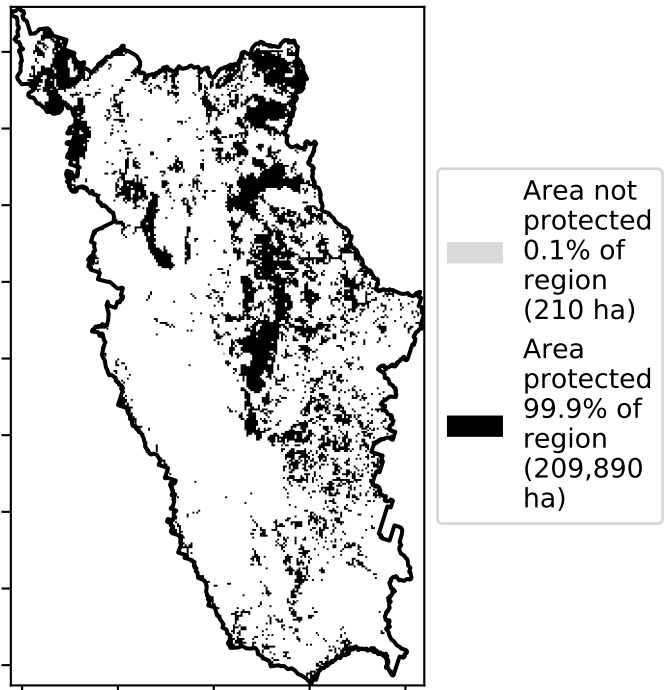 Area not
protected
0.1% of
region
(210 ha)
Area
protected
99.9% of
region
(209,890
ha)